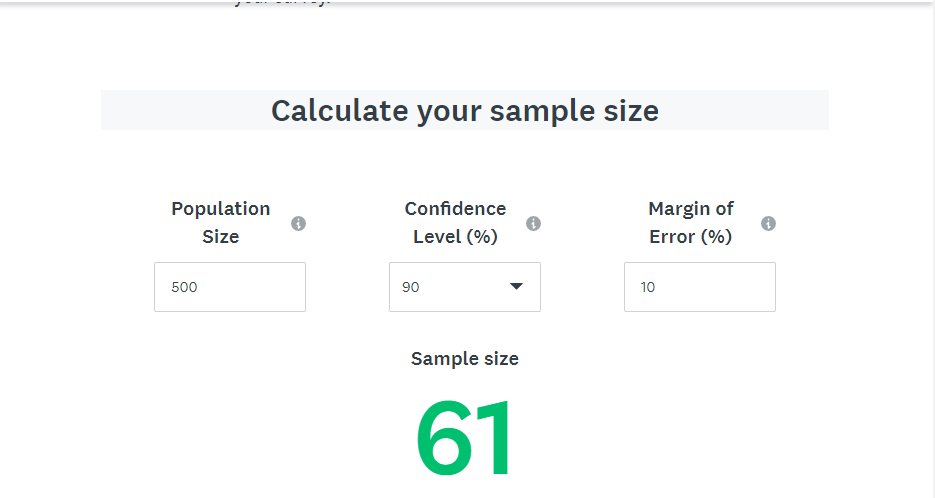 Calculate your sample size
Population
Size
Confidence
Level (%)
Margin of
Error (%)
500
90
10
Sample size
61